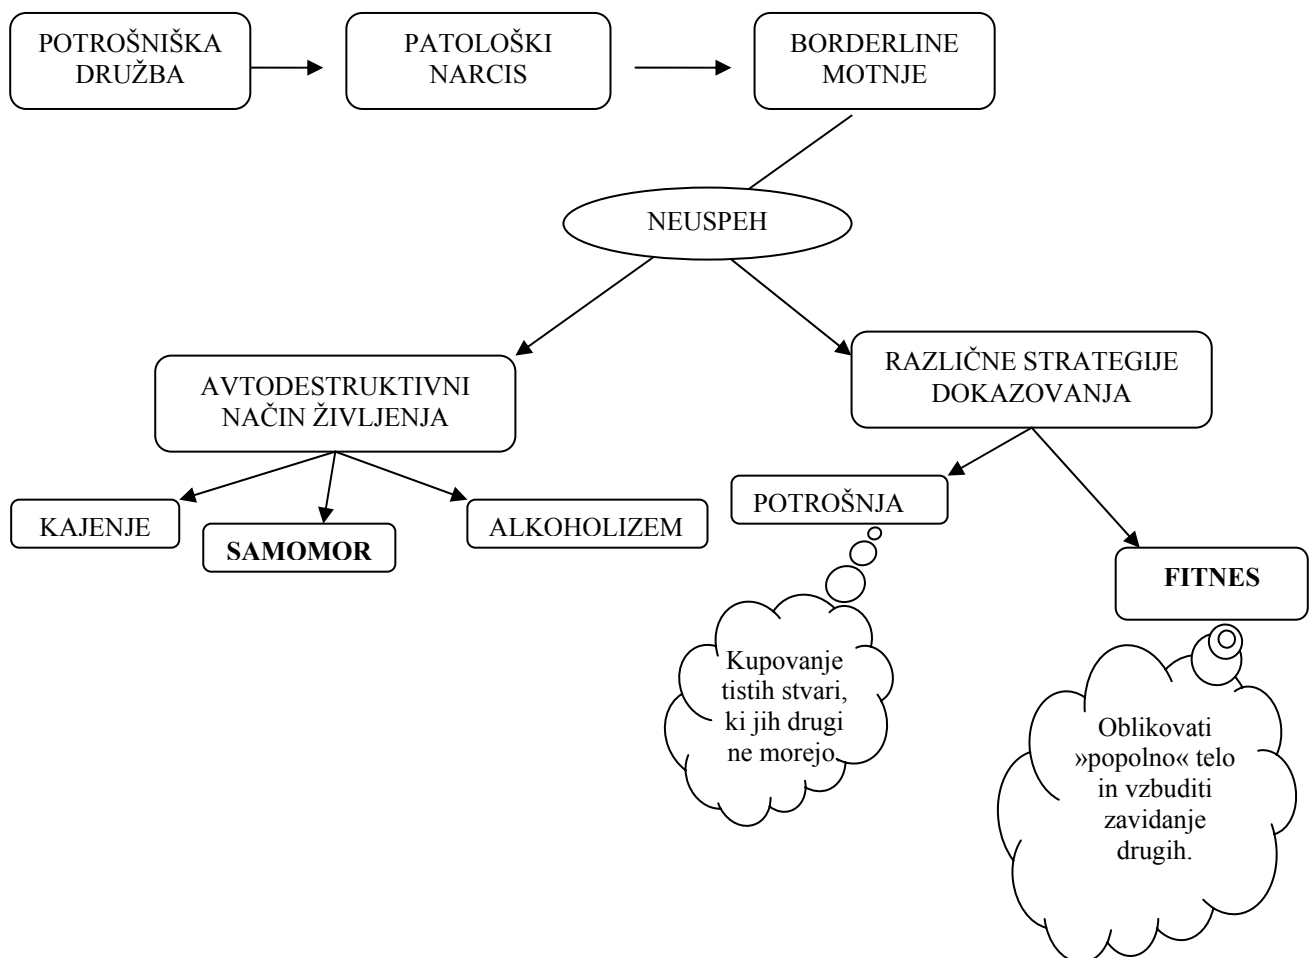 POTROŠNIŠKA
DRUŽBA
PATOLOŠKI
NARCIS
BORDERLINE
MOTNJE
NEUSPEH
AVTODESTRUKTIVNI
NAČIN ŽIVLJENJA
RAZLIČNE STRATEGIJE
DOKAZOVANJA
KAJENJE
SAMOMOR
ALKOHOLIZEM
POTROŠNJA
FITNES
Kupovanje
tistih stvari,
ki jih drugi
ne morejo
Oblikovati
»popolno« telo
in vzbuditi
zavidanje
drugih.